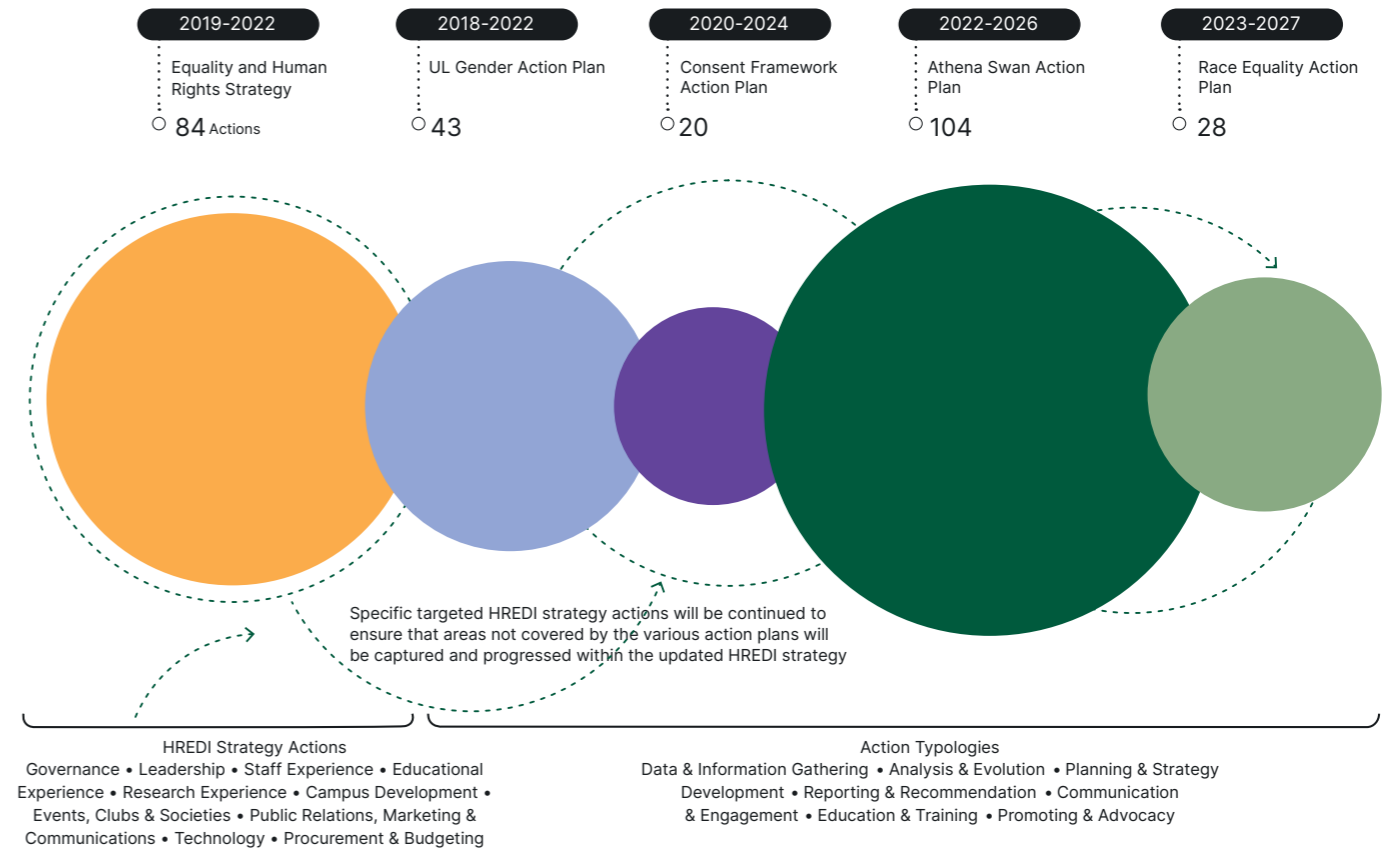 2019-2022
Equality and Human
Rights Strategy
84 Actions
2018-2022
UL Gender Action Plan
43
2020-2024
Consent Framework
Action Plan
20
2022-2026
Athena Swan Action
Plan
104
2023-2027
Race Equality Action
Plan
28
Specific targeted HREDI strategy actions will be continued to
ensure that areas not covered by the various action plans will
be captured and progressed within the updated HREDI strategy
HREDI Strategy Actions
Governance • Leadership • Staff Experience • Educational
Experience • Research Experience • Campus Development •
Events, Clubs & Societies • Public Relations, Marketing &
Communications • Technology • Procurement & Budgeting
Action Typologies
Data & Information Gathering • Analysis & Evolution • Planning & Strategy
Development • Reporting & Recommendation • Communication
& Engagement • Education & Training • Promoting & Advocacy